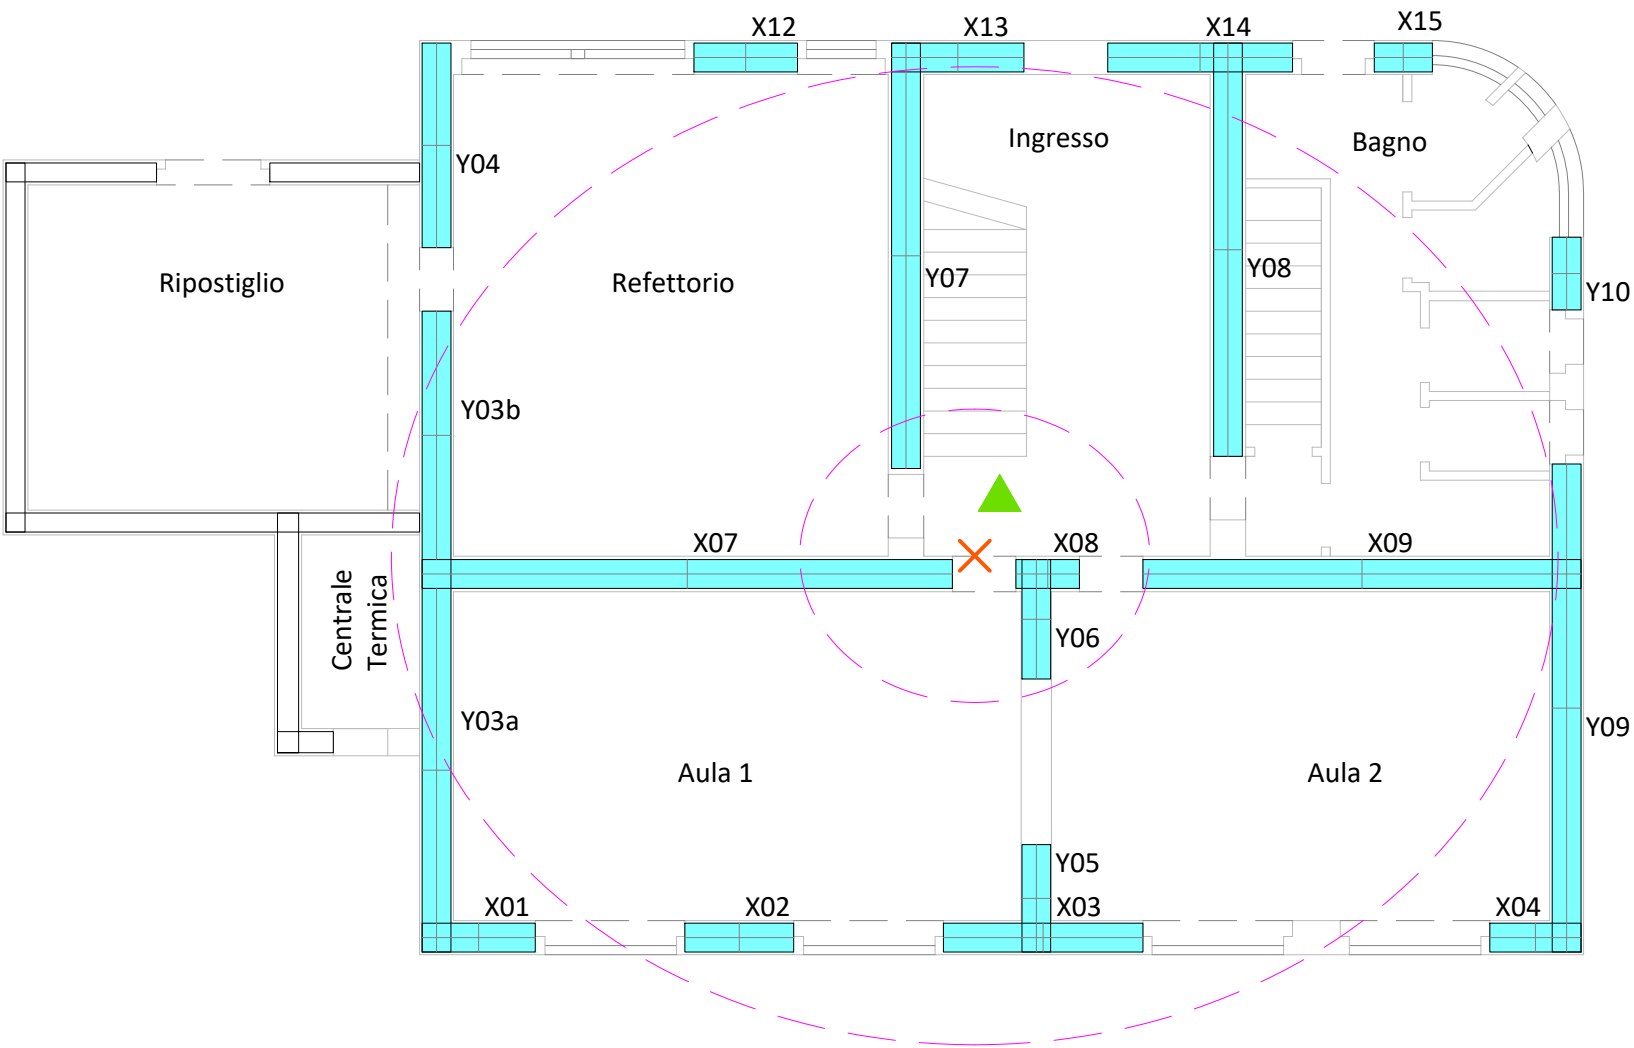 X12
X13
X14
X15
Ingresso
Bagno
Y04
Ripostiglio
Refettorio
Y07
Y08
Y10
Y03b
X07
X08
X09
Centrale
Termica
Y06
Y03a
Y09
Aula 1
Aula 2
Y05
X01
X02
X03
X04